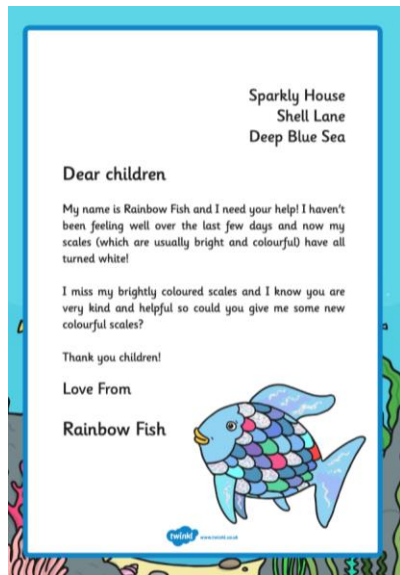 Sparkly House
Shell Lane
Deep Blue Sea
Dear children
My name is Rainbow Fish and I need your help! I haven't
been feeling well over the last few days and now my
scales (which are usually bright and colourful) have all
turned white!
I miss my brightly coloured scales and I know you are
very kind and helpful so could you give me some new
colourful scales?
Thank you children!
Love From
Rainbow Fish
twinkl www.twinkl.co.uk